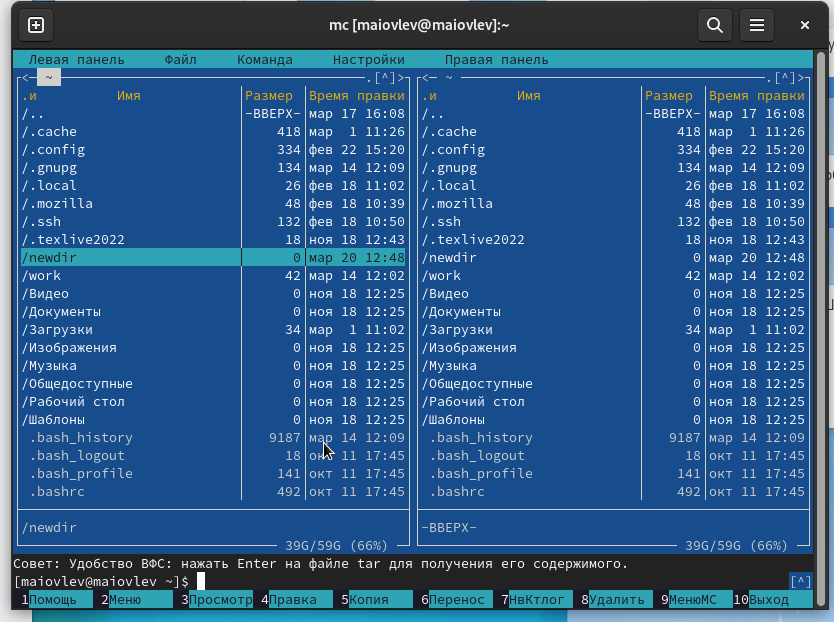 mc [maiovlev@maiovlev]:~
Левая панель Файл Команда Настройки Правая панель
<─ ~ .[^]> <─ ~ .[^]>
.и Имя Размер Время правки .и Имя Размер Время правки
/.. -ВВЕРХ- мар 17 16:08 /.. -ВВЕРХ- мар 17 16:08
/.cache 418 мар 1 11:26 /.cache 418 мар 1 11:26
/.config 334 фев 22 15:20 /.config 334 фев 22 15:20
/.gnupg 134 мар 14 12:09 /.gnupg 134 мар 14 12:09
/.local 26 фев 18 11:02 /.local 26 фев 18 11:02
/.mozilla 48 фев 18 10:39 /.mozilla 48 фев 18 10:39
/.ssh 132 фев 18 10:50 /.ssh 132 фев 18 10:50
/.texlive2022 18 ноя 18 12:43 /.texlive2022 18 ноя 18 12:43
/newdir 0 мар 20 12:48 /newdir 0 мар 20 12:48
/work 42 мар 14 12:02 /work 42 мар 14 12:02
/Видео 0 ноя 18 12:25 /Видео 0 ноя 18 12:25
/Документы 0 ноя 18 12:25 /Документы 0 ноя 18 12:25
/Загрузки 34 мар 1 11:02 /Загрузки 34 мар 1 11:02
/Изображения 0 ноя 18 12:25 /Изображения 0 ноя 18 12:25
/Музыка 0 ноя 18 12:25 /Музыка 0 ноя 18 12:25
/Общедоступные 0 ноя 18 12:25 /Общедоступные 0 ноя 18 12:25
/Рабочий стол 0 ноя 18 12:25 /Рабочий стол 0 ноя 18 12:25
/Шаблоны 0 ноя 18 12:25 /Шаблоны 0 ноя 18 12:25
.bash_history 9187 мар 14 12:09 .bash_history 9187 мар 14 12:09
.bash_logout 18 окт 11 17:45 .bash_logout 18 окт 11 17:45
.bash_profile 141 окт 11 17:45 .bash_profile 141 окт 11 17:45
.bashrc 492 окт 11 17:45 .bashrc 492 окт 11 17:45
/newdir -ВВЕРХ-
39G/59G (66%) 39G/59G (66%)
Совет: Удобство ВФС: нажать Enter на файле tar для получения его содержимого.
[maiovlev@maiovlev ~]$ [^]
1Помощь 2Меню 3Просмотр 4Правка 5Копия 6Перенос 7НвКтлог 8Удалить 9МенюMC 10Выход